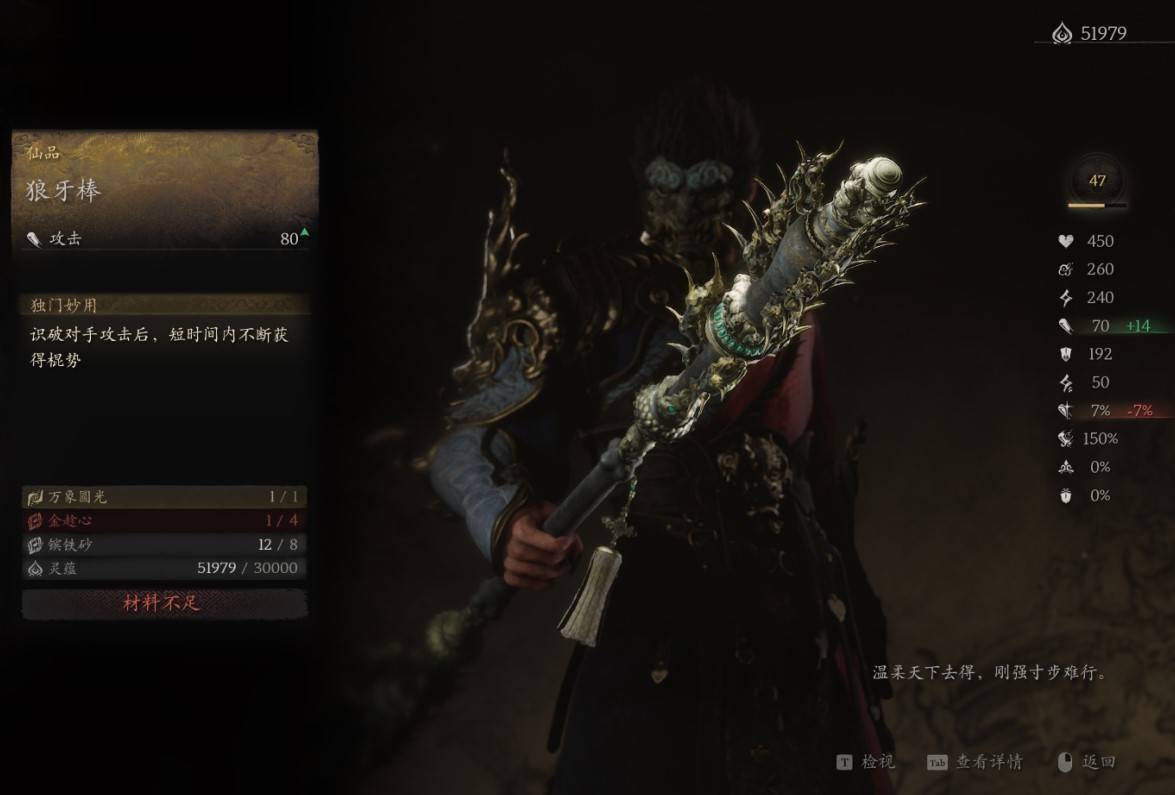 51979
仙品
狼牙棒
攻击 80
独门妙用
识破对手攻击后，短时间内不断获
得棍势
万象圆光 1 / 1
金趁心 1 / 4
镔铁砂 12 / 8
灵蕴 51979 / 30000
材料不足
47
450
260
240
70 +14
192
50
7% -7%
150%
0%
0%
温柔天下去得，刚强寸步难行。
T 检视 Tab 查看详情 返回